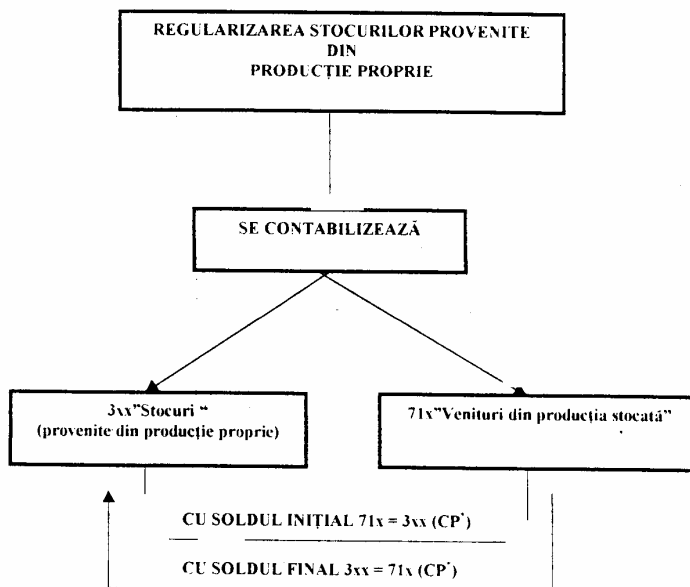 REGULARIZAREA STOCURILOR PROVENITE
DIN
PRODUCȚIE PROPRIE
SE CONTABILIZEAZĂ
3xx”Stocuri “
(provenite din producție proprie)
71x”Venituri din producția stocată”
CU SOLDUL INIȚIAL 71x = 3xx (CP*)
CU SOLDUL FINAL 3xx = 71x (CP*)